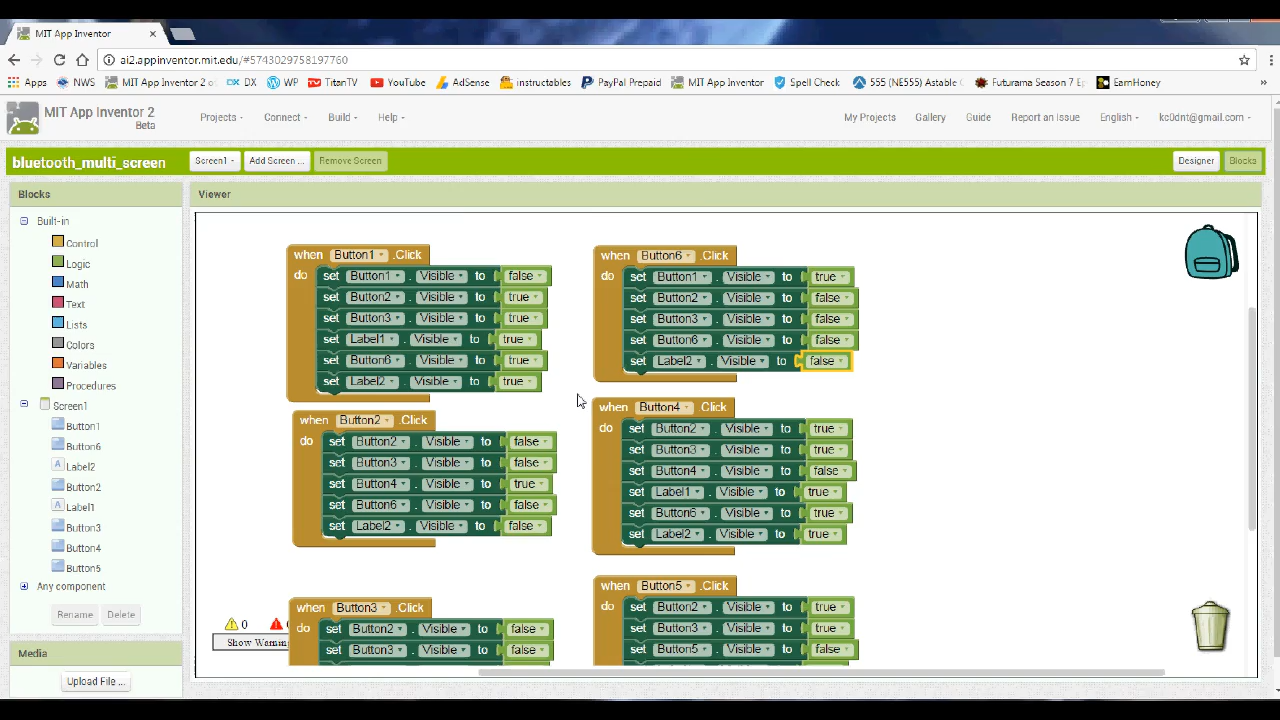 MIT App Inventor
ai2.appinventor.mit.edu/#5743029758197760
Apps NWS MIT App Inventor 2 o DX DX WP TitanTV YouTube AdSense instructables PayPal Prepaid MIT App Inventor Spell Check 555 (NE555) Astable Futurama Season 7 Ep EarnHoney »
MIT App Inventor 2
Beta
Projects Connect Build Help My Projects Gallery Guide Report an Issue English kc0dnt@gmail.com
bluetooth_multi_screen Screen1 Add Screen ... Remove Screen Designer Blocks
Blocks
Built-in
Control
Logic
Math
Text
Lists
Colors
Variables
Procedures
Screen1
Button1
Button6
Label2
Button2
Label1
Button3
Button4
Button5
Any component
Rename Delete
Media
Upload File ...
Viewer
when Button1 .Click
do set Button1 . Visible to false
set Button2 . Visible to true
set Button3 . Visible to true
set Label1 . Visible to true
set Button6 . Visible to true
set Label2 . Visible to true
when Button2 .Click
do set Button2 . Visible to false
set Button3 . Visible to false
set Button4 . Visible to true
set Button6 . Visible to false
set Label2 . Visible to false
when Button3 .Click
do set Button2 . Visible to false
set Button3 . Visible to false
0
Show Warnin
when Button6 .Click
do set Button1 . Visible to true
set Button2 . Visible to false
set Button3 . Visible to false
set Button6 . Visible to false
set Label2 . Visible to false
when Button4 .Click
do set Button2 . Visible to true
set Button3 . Visible to true
set Button4 . Visible to false
set Label1 . Visible to true
set Button6 . Visible to true
set Label2 . Visible to true
when Button5 .Click
do set Button2 . Visible to true
set Button3 . Visible to true
set Button5 . Visible to false